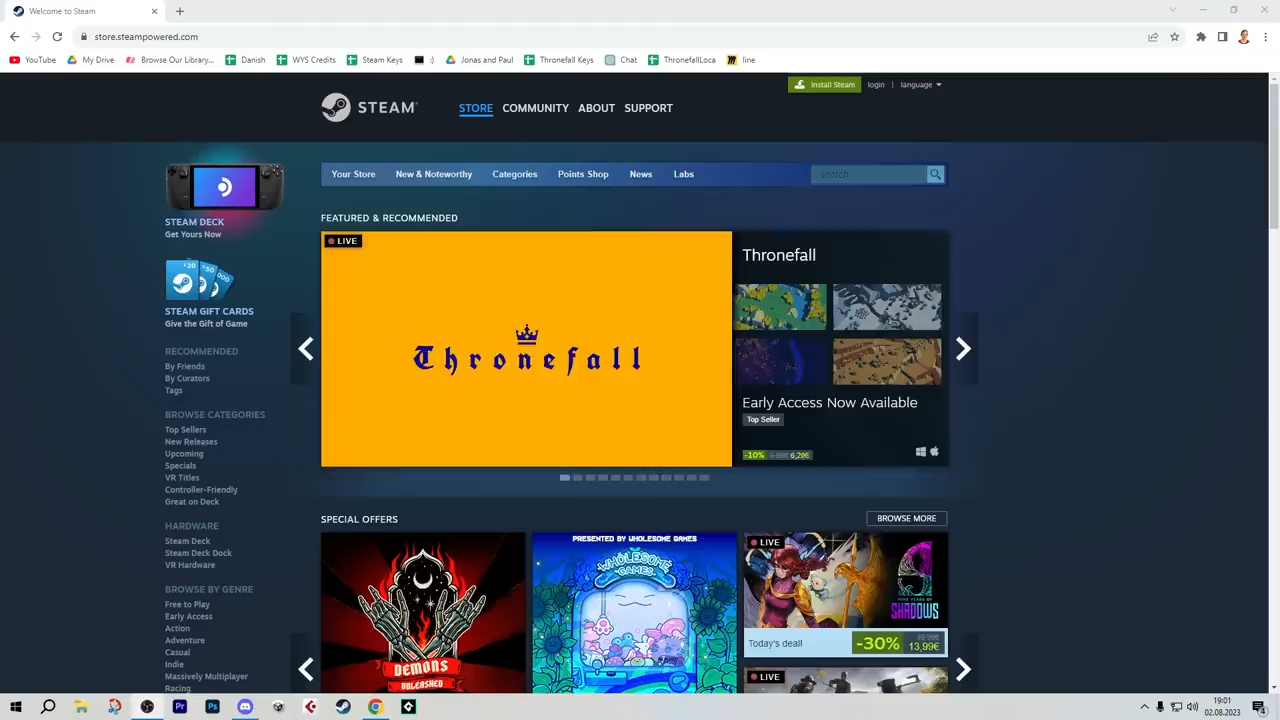 Welcome to Steam
store.steampowered.com
YouTube
My Drive
Browse Our Library...
Danish
WYS Credits
Steam Keys
:)
Jonas and Paul
Thronefall Keys
Chat
ThronefallLoca
line
Install Steam
login | language
STEAM
STORE COMMUNITY ABOUT SUPPORT
Your Store New & Noteworthy Categories Points Shop News Labs
search
STEAM DECK
Get Yours Now
STEAM GIFT CARDS
Give the Gift of Game
RECOMMENDED
By Friends
By Curators
Tags
BROWSE CATEGORIES
Top Sellers
New Releases
Upcoming
Specials
VR Titles
Controller-Friendly
Great on Deck
HARDWARE
Steam Deck
Steam Deck Dock
VR Hardware
BROWSE BY GENRE
Free to Play
Early Access
Action
Adventure
Casual
Indie
Massively Multiplayer
Racing
FEATURED & RECOMMENDED
LIVE
Thronefall
Thronefall
Early Access Now Available
Top Seller
-10% 6,28€
SPECIAL OFFERS
BROWSE MORE
DEMONS
UNLEASHED
PRESENTED BY WHOLESOME GAMES
LIVE
SHADOWS
Today's deal!
-30%
13,99€
LIVE
19:01
02.08.2023